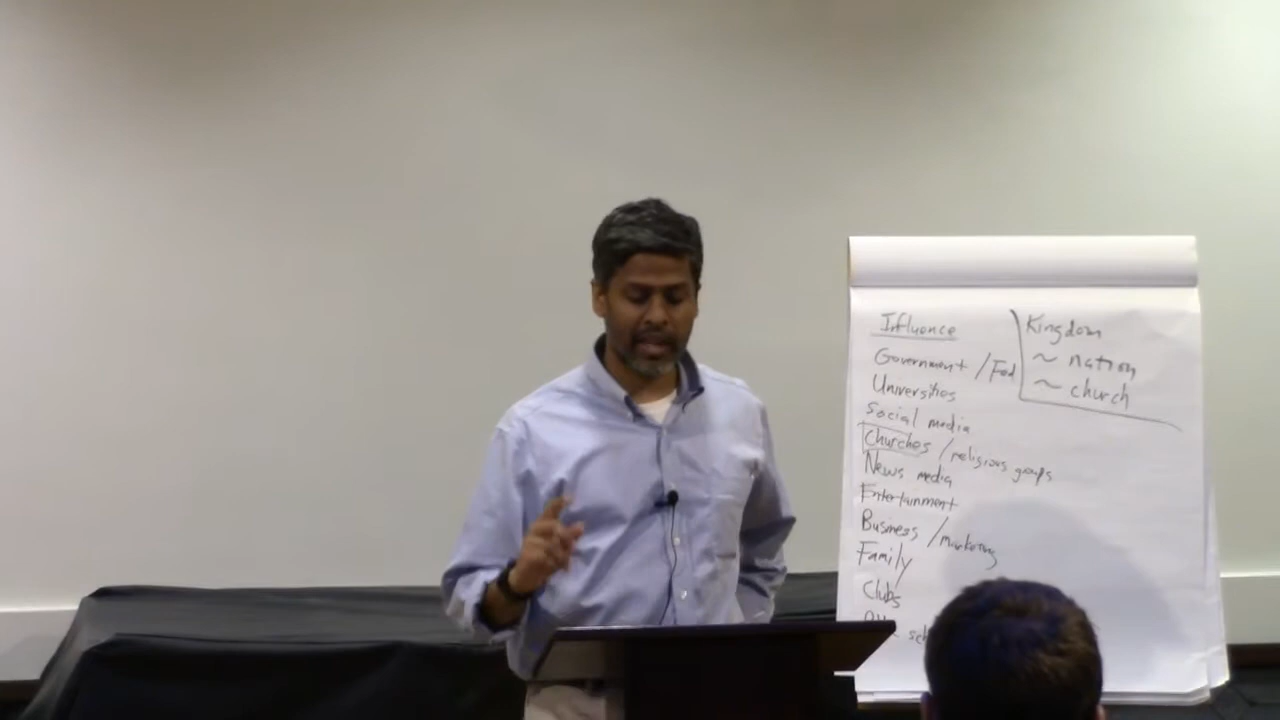 Influence
Government / Fed
Universities
Social media
Churches / religious groups
News media
Entertainment
Business / marketing
Family
Clubs
Kingdom
~ nation
~ church